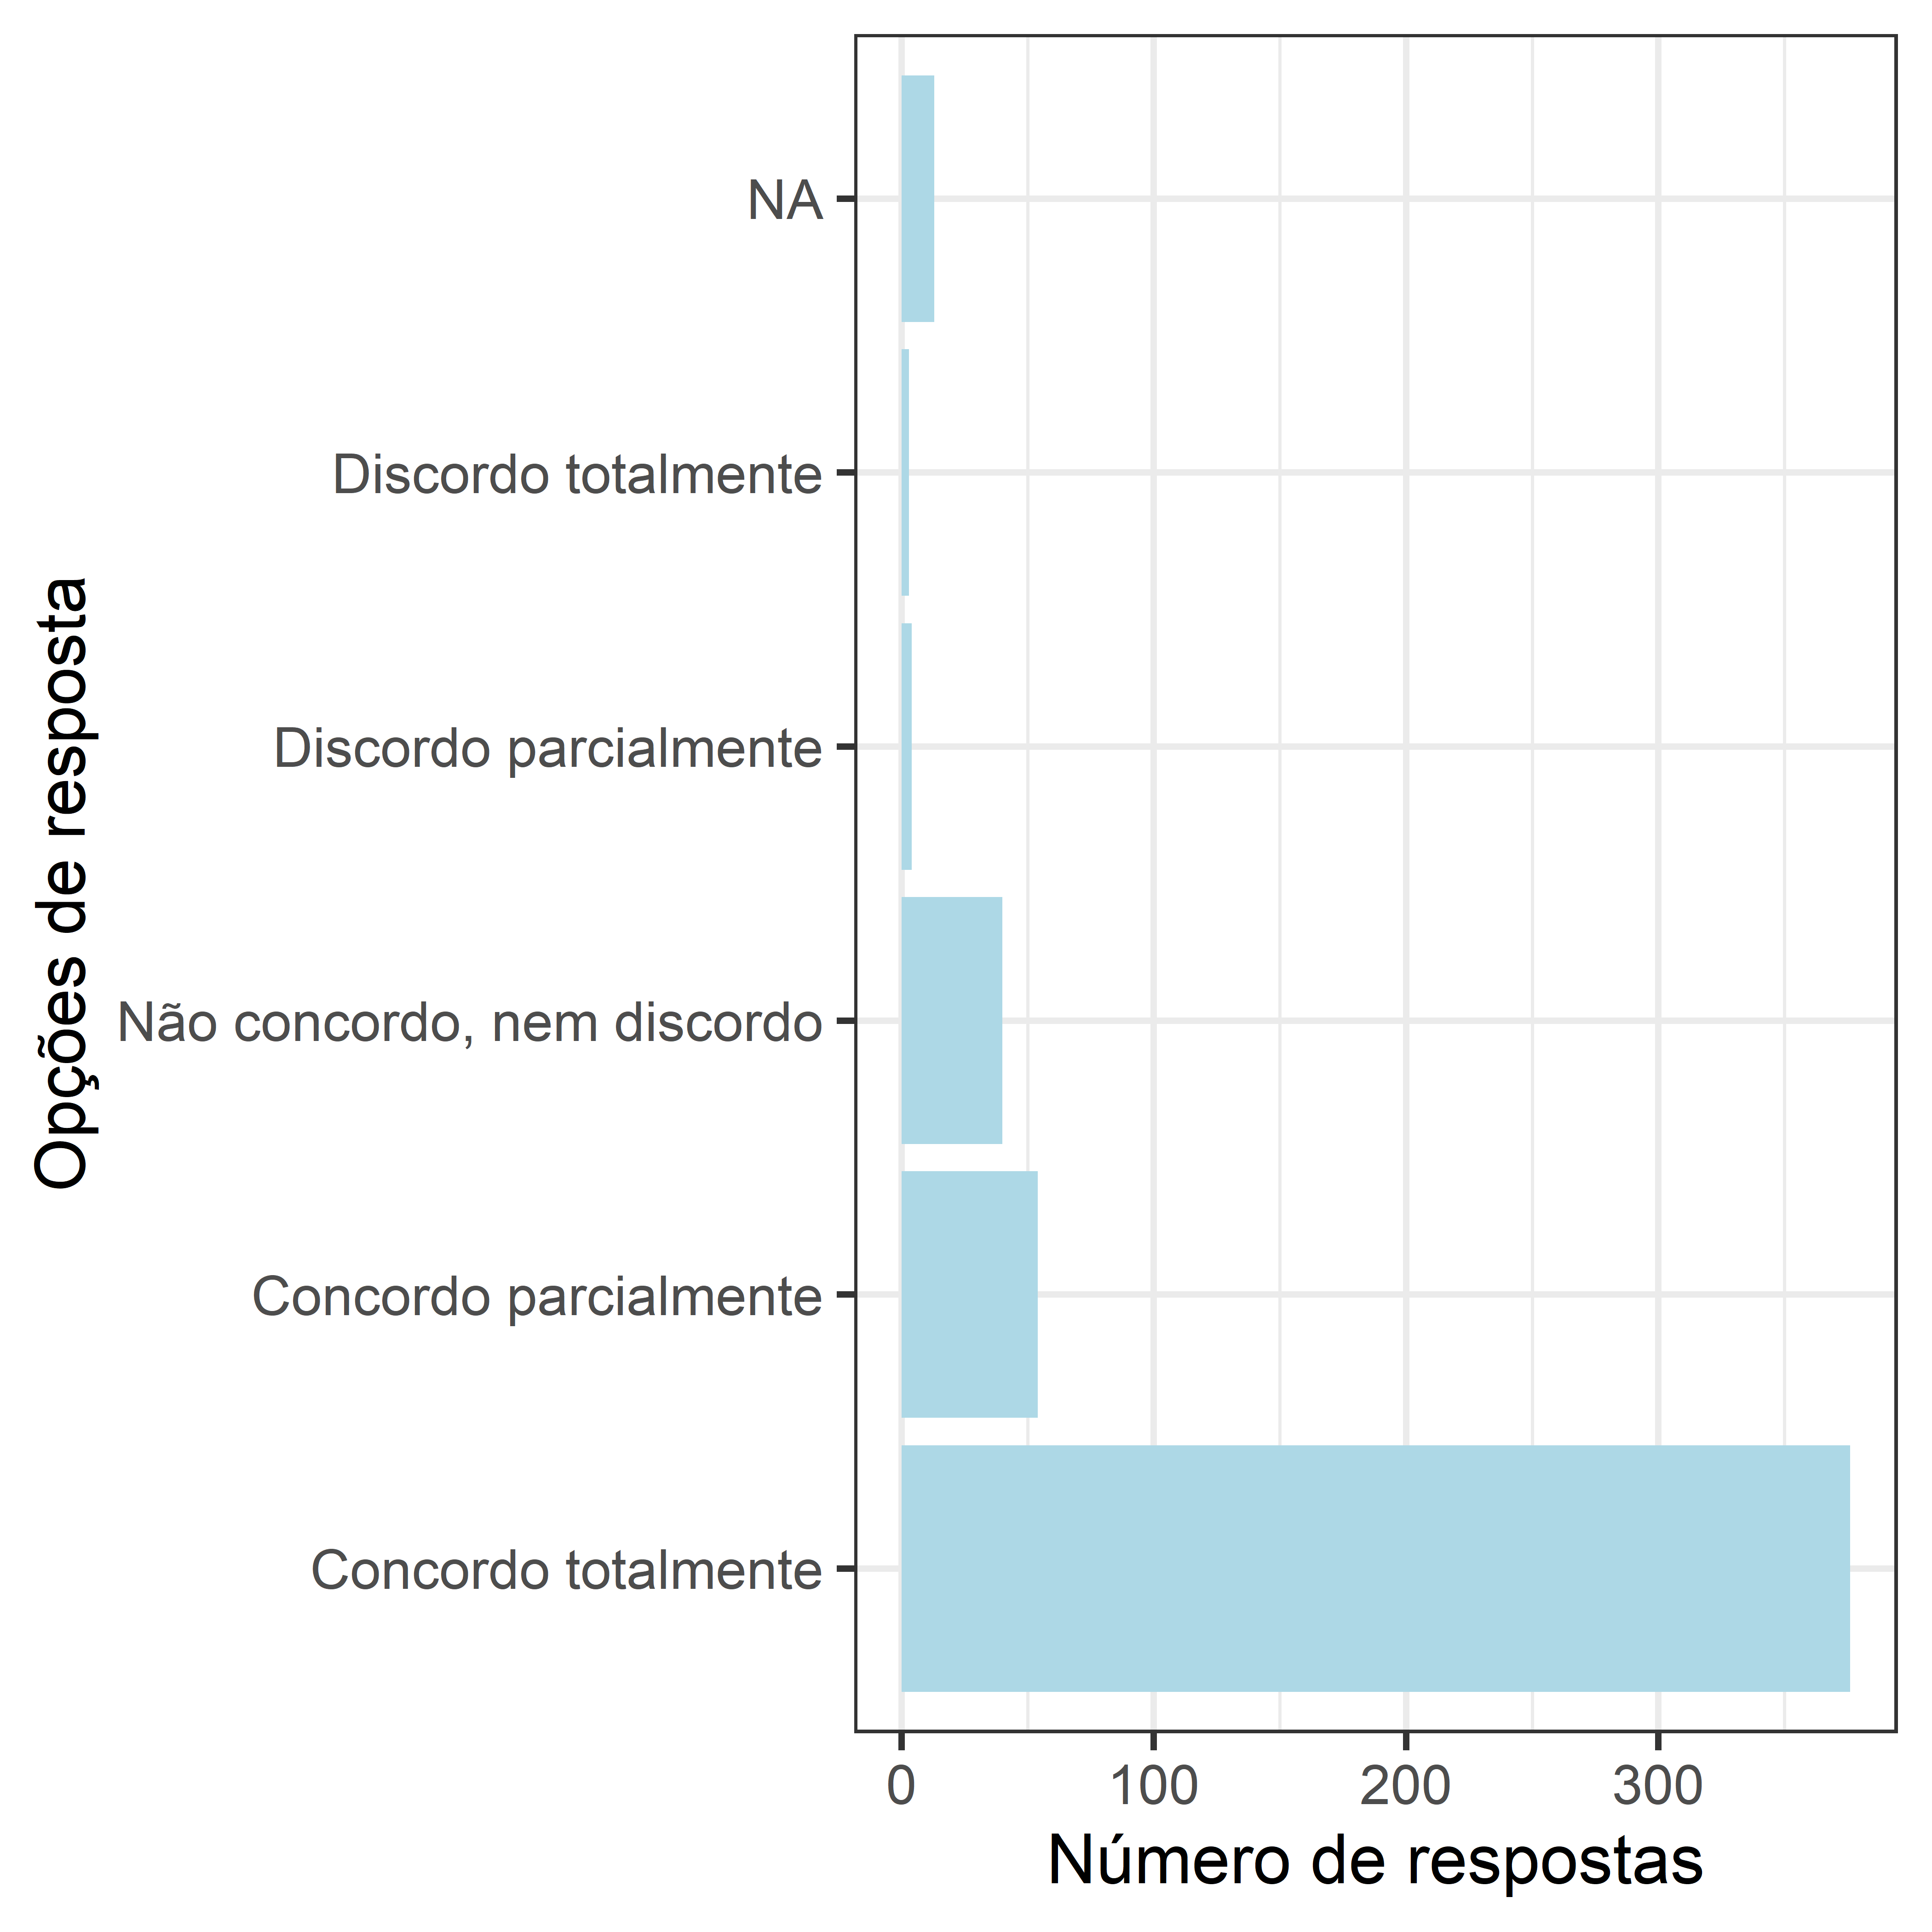 Opções de resposta
NA
Discordo totalmente
Discordo parcialmente
Não concordo, nem discordo
Concordo parcialmente
Concordo totalmente
0 100 200 300
Número de respostas